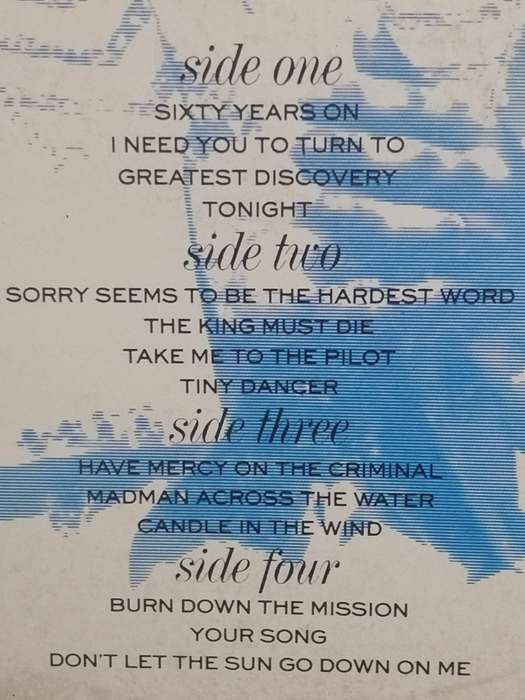 side one
SIXTY YEARS ON
I NEED YOU TO TURN TO
GREATEST DISCOVERY
TONIGHT
side two
SORRY SEEMS TO BE THE HARDEST WORD
THE KING MUST DIE
TAKE ME TO THE PILOT
TINY DANCER
side three
HAVE MERCY ON THE CRIMINAL
MADMAN ACROSS THE WATER
CANDLE IN THE WIND
side four
BURN DOWN THE MISSION
YOUR SONG
DON'T LET THE SUN GO DOWN ON ME